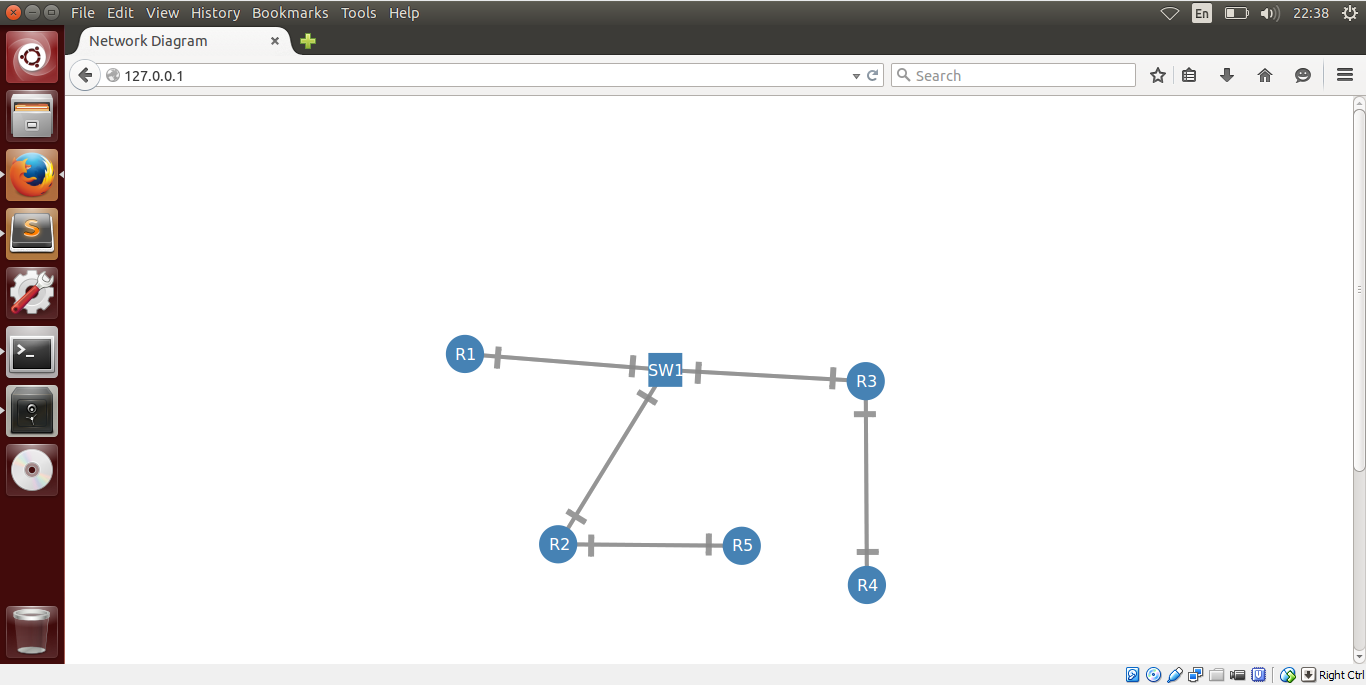 File Edit View History Bookmarks Tools Help En 22:38
Network Diagram
127.0.0.1 Search
R1 SW1 R3
R2 R5
R4
Right Ctrl